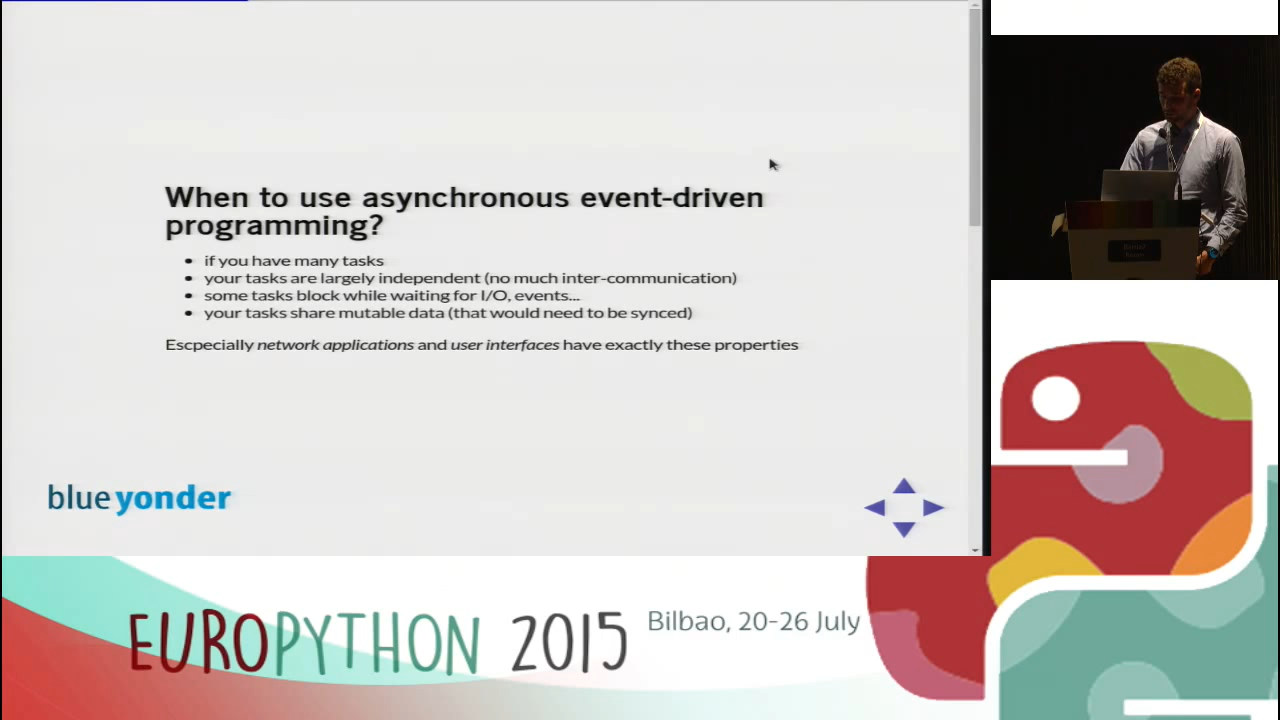 When to use asynchronous event-driven
programming?
• if you have many tasks
• your tasks are largely independent (no much inter-communication)
• some tasks block while waiting for I/O, events...
• your tasks share mutable data (that would need to be synced)
Escpecially network applications and user interfaces have exactly these properties
blueyonder
EUROPYTHON 2015
Bilbao, 20-26 July